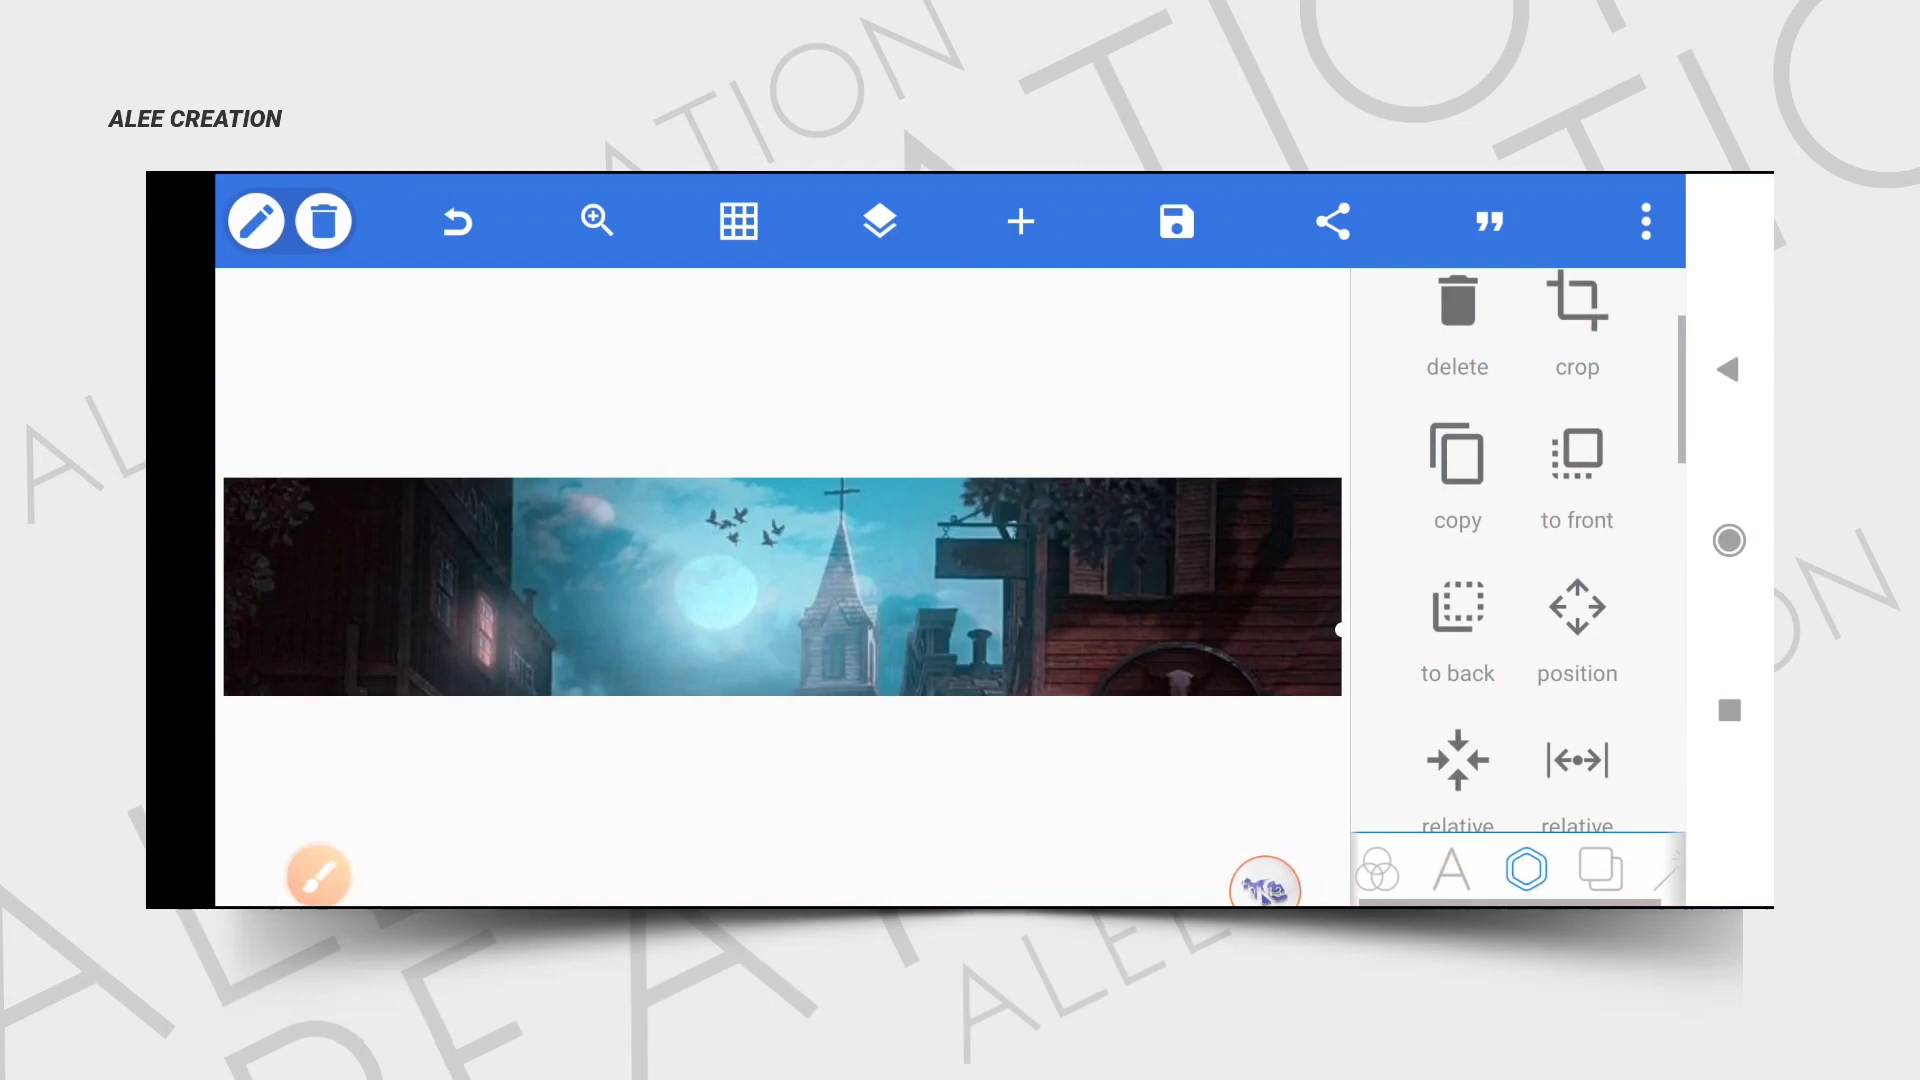 ALEE CREATION
delete
crop
copy
to front
to back
position
relative
relative